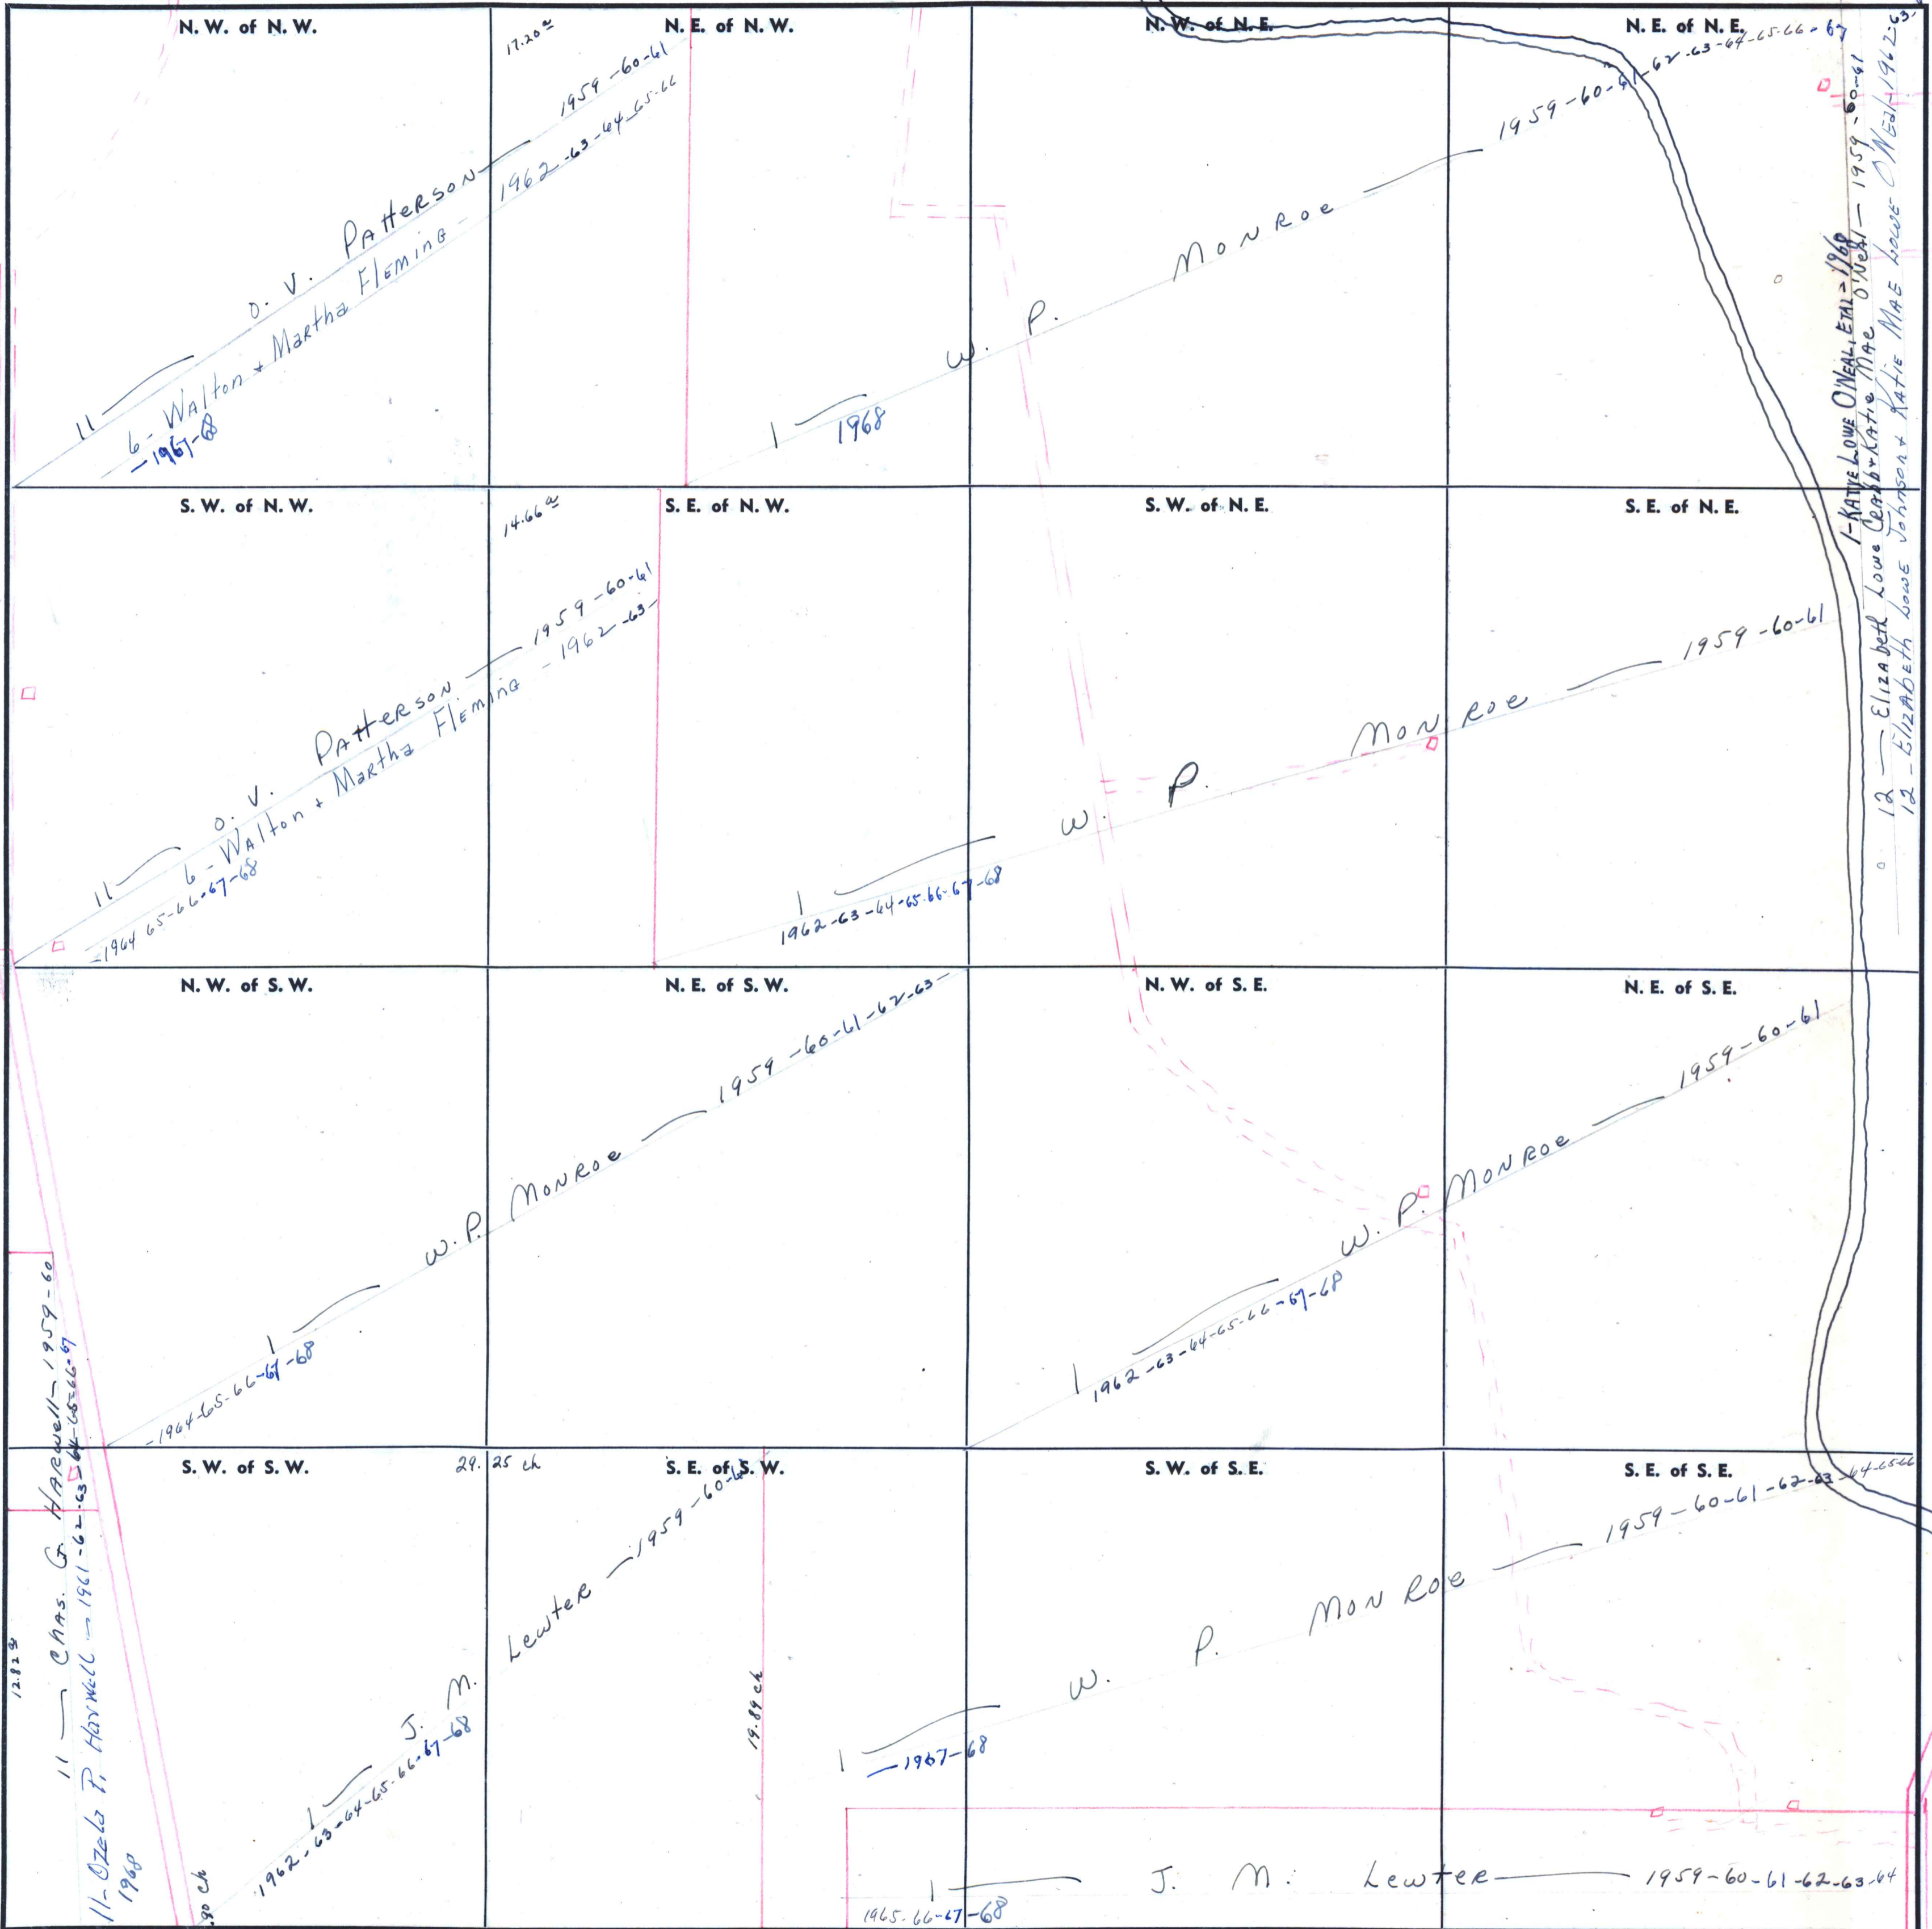 N. W. of N. W.
N. E. of N. W.
N. W. of N. E.
N. E. of N. E.
17.20 a
11 — O. V. PATTERSON — 1959-60-61
6 - WALTON + MARTHA FLEMING - 1962-63-64-65-66
-1967-68
1 — W. P. MONROE — 1959-60-61-62-63-64-65-66-67
1968
1-KATYE LOWE O'NEAL, ETAL = 1968
12 — ELIZABETH LOWE CRABB & KATIE MAE O'NEAL — 1959-60-61
12 - ELIZABETH LOWE JOHNSON & KATIE MAE LOWE O'NEAL-1962-63-
S. W. of N. W.
S. E. of N. W.
S. W. of N. E.
S. E. of N. E.
14.66 a
11 — O. V. PATTERSON — 1959-60-61
6 - WALTON + MARTHA FLEMING - 1962-63-
-1964 65-66-67-68
1 — W. P. MONROE — 1959-60-61
1962-63-64-65-66-67-68
N. W. of S. W.
N. E. of S. W.
N. W. of S. E.
N. E. of S. E.
1 — W. P. MONROE — 1959-60-61-62-63-
-1964-65-66-67-68
1 — W. P. MONROE — 1959-60-61
1962-63-64-65-66-67-68
S. W. of S. W.
S. E. of S. W.
S. W. of S. E.
S. E. of S. E.
29.25 ch
11 — CHAS. G. HARWELL — 1959-60
11-Ozela P. Harwell — 1961-62-63-64-65-66-67
1968
12.82 a
.90 ch
1 — J. M. LEWTER — 1959-60-61
1962-63-64-65-66-67-68
19.89 ch
1 — W. P. MONROE — 1959-60-61-62-63-64-65-66
—1967-68
1 — J. M. LEWTER — 1959-60-61-62-63-64
1965-66-67-68